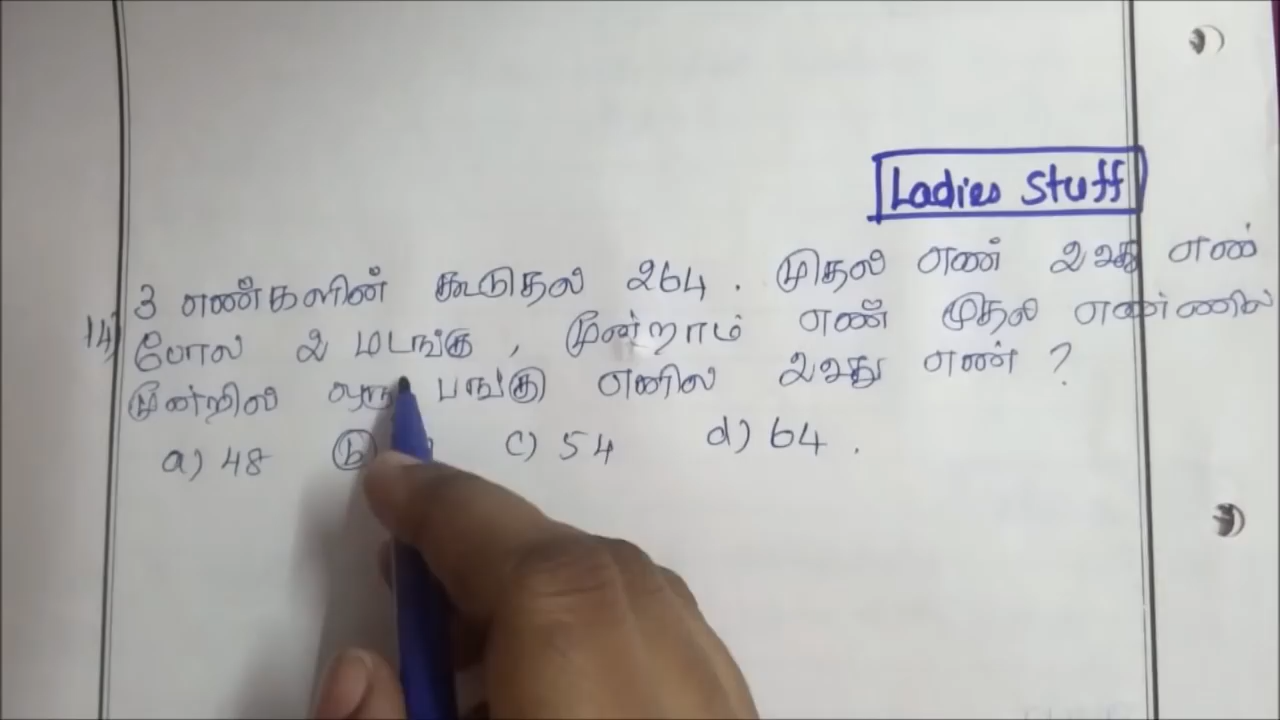 Ladies Stuff
3 எண்களின் கூடுதல் 264 . முதல் எண் 2வது எண்
14) போல 2 மடங்கு , மூன்றாம் எண் முதல் எண்ணில்
மூன்றில் ஒரு பங்கு எனில் 2வது எண் ?
a) 48 b) c) 54 d) 64 .